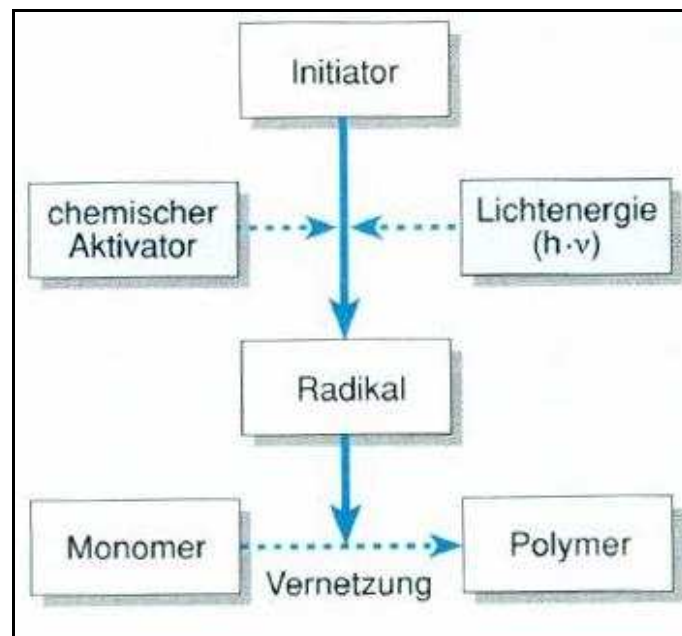 Initiator
chemischer
Aktivator
Lichtenergie
(h·ν)
Radikal
Monomer
Polymer
Vernetzung